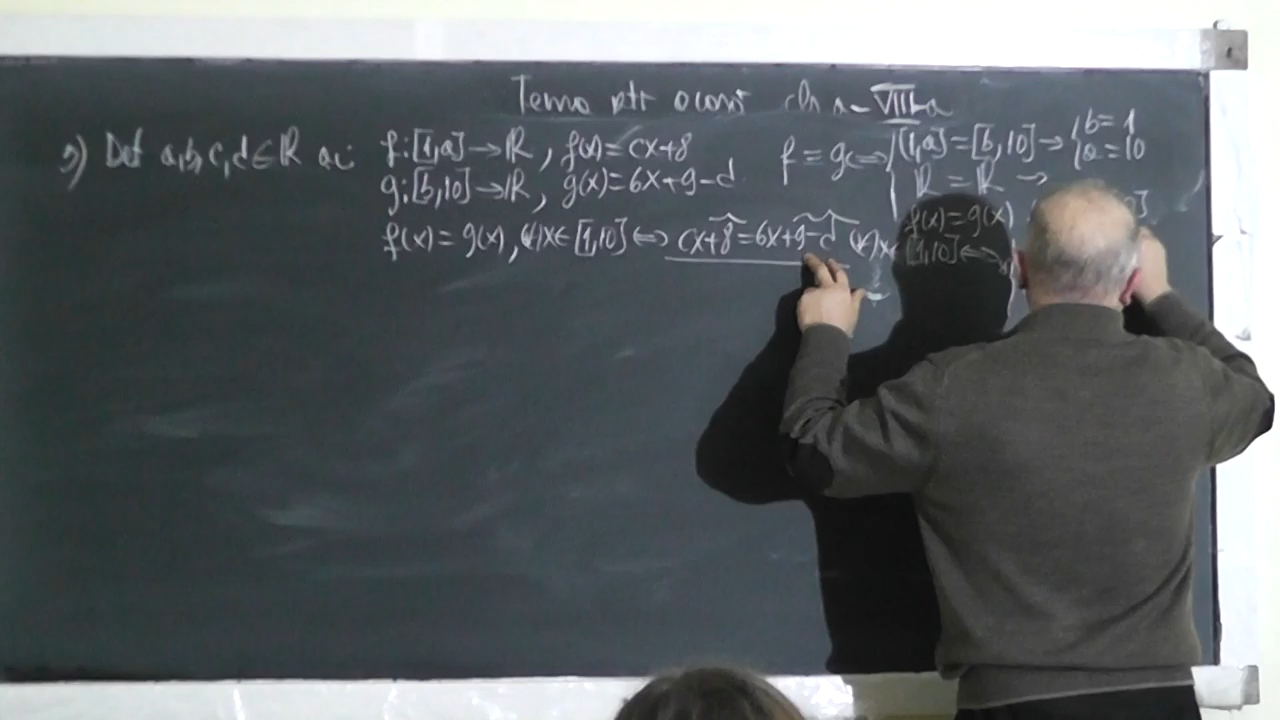 Tema ptr acasă cls a-VIII-a
5) Det a,b,c,d∈ℝ aî: f:[1,a]→ℝ, f(x)=cx+8 f=g⇔ { [1,a]=[b,10]→ { b=1
a=10
g:[b,10]→ℝ, g(x)=6x+9-d ℝ=ℝ →
f(x)=g(x)
f(x)=g(x), (∀)x∈[1,10] ⇔ cx+8=6x+9-d (∀)x∈[1,10]⇔